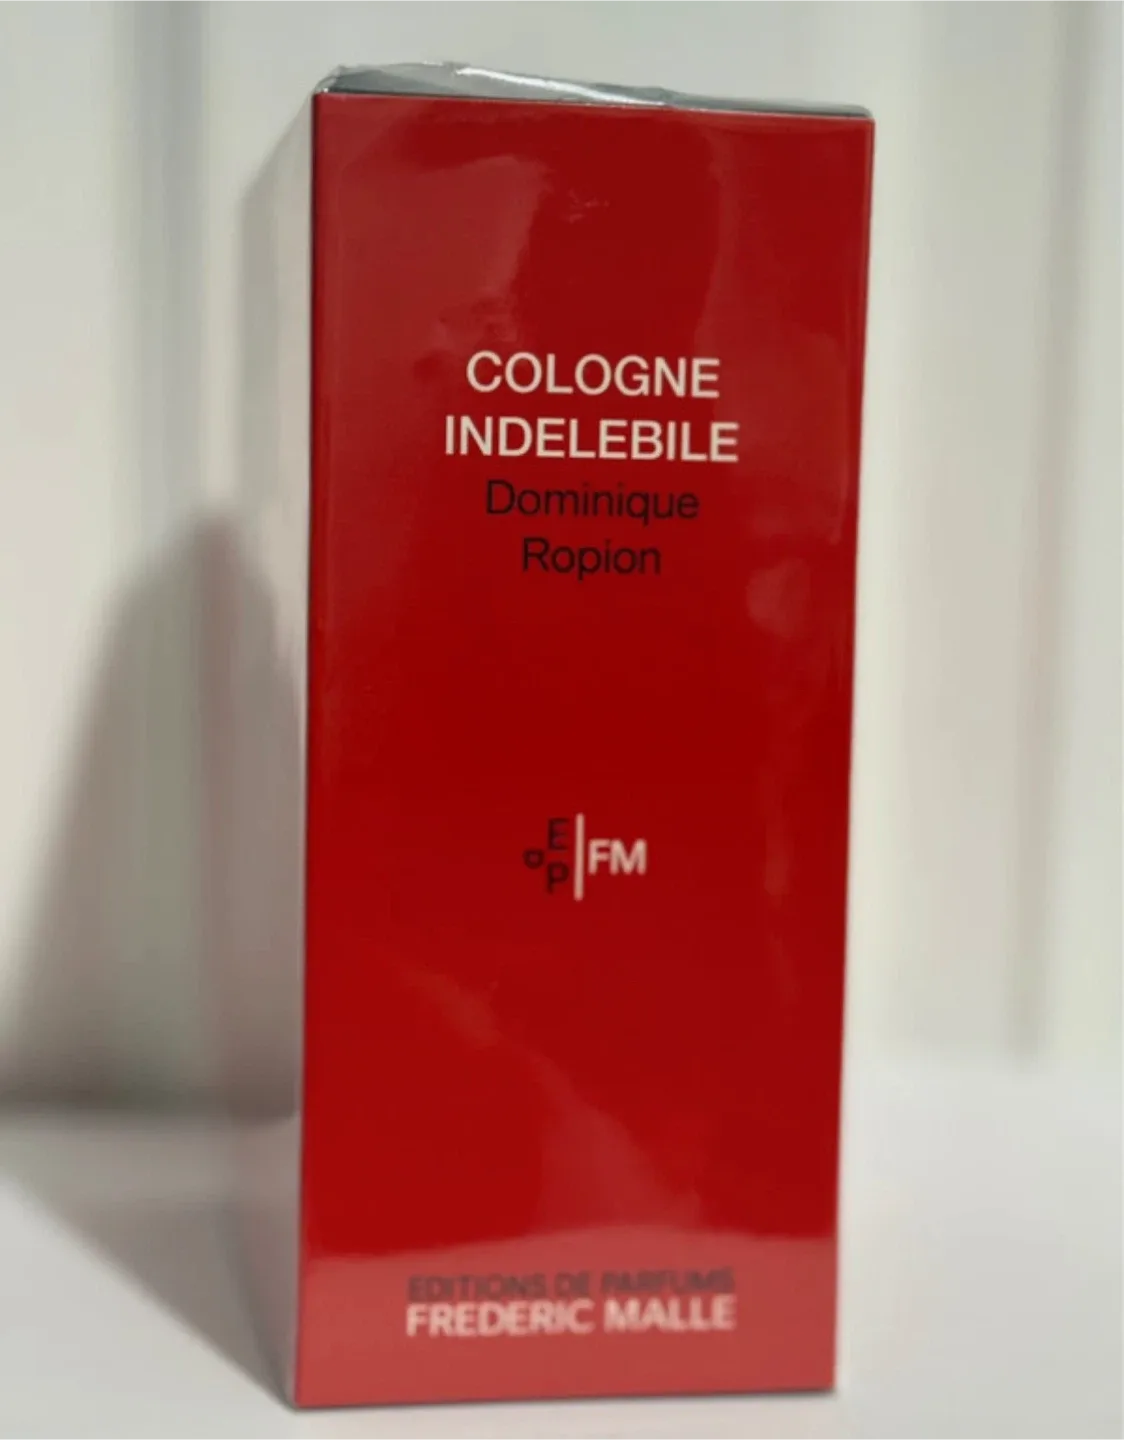 COLOGNE
INDELEBILE
Dominique
Ropion
E
D P FM
EDITIONS DE PARFUMS
FREDERIC MALLE